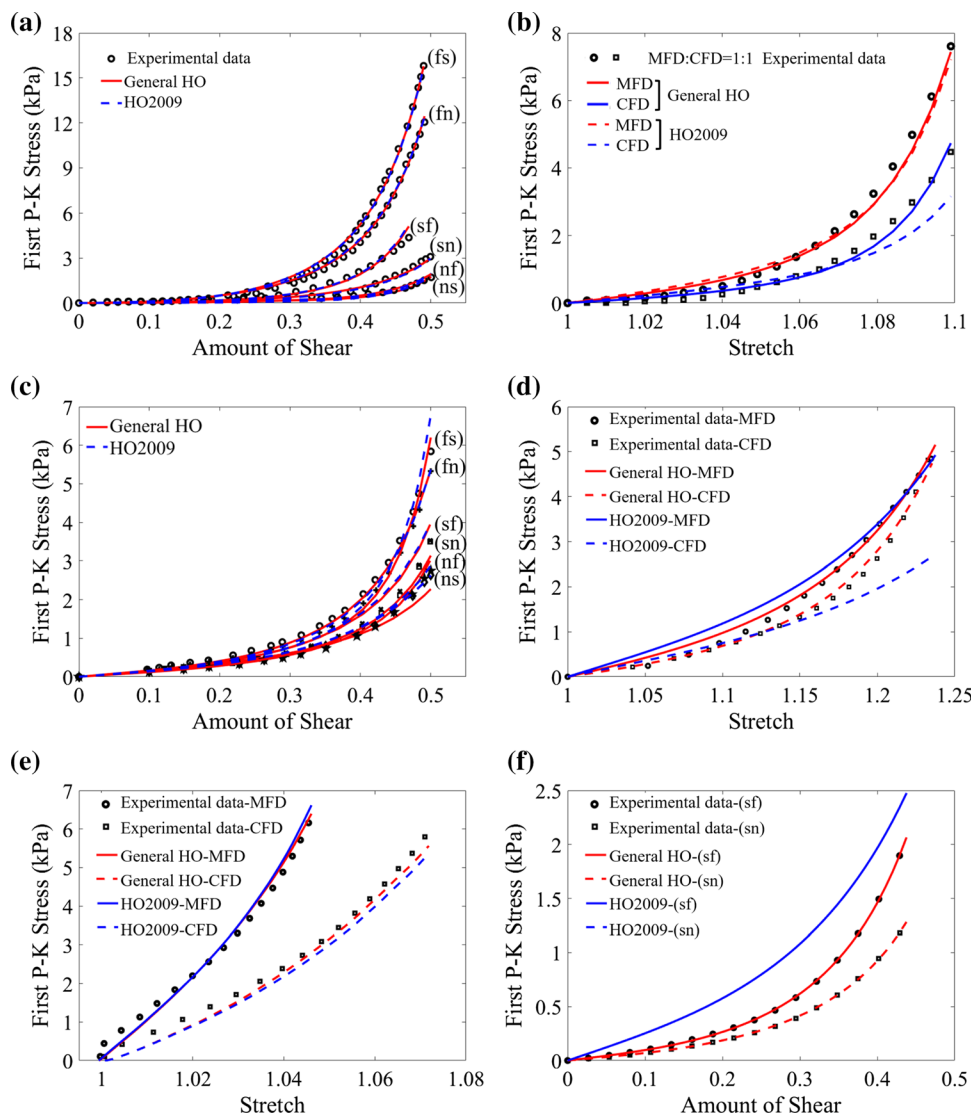 (a)
18
15
12
9
6
3
0
Fisrt P-K Stress (kPa)
Experimental data
General HO
HO2009
(fs)
(fn)
(sf)
(sn)
(nf)
(ns)
0 0.1 0.2 0.3 0.4 0.5
Amount of Shear
(b)
8
6
4
2
0
First P-K Stress (kPa)
MFD:CFD=1:1 Experimental data
MFD
CFD
General HO
MFD
CFD
HO2009
1 1.02 1.04 1.06 1.08 1.1
Stretch
(c)
7
6
5
4
3
2
1
0
First P-K Stress (kPa)
General HO
HO2009
(fs)
(fn)
(sf)
(sn)
(nf)
(ns)
0 0.1 0.2 0.3 0.4 0.5
Amount of Shear
(d)
6
5
4
3
2
1
0
First P-K Stress (kPa)
Experimental data-MFD
Experimental data-CFD
General HO-MFD
General HO-CFD
HO2009-MFD
HO2009-CFD
1 1.05 1.1 1.15 1.2 1.25
Stretch
(e)
7
6
5
4
3
2
1
0
First P-K Stress (kPa)
Experimental data-MFD
Experimental data-CFD
General HO-MFD
General HO-CFD
HO2009-MFD
HO2009-CFD
1 1.02 1.04 1.06 1.08
Stretch
(f)
2.5
2
1.5
1
0.5
0
First P-K Stress (kPa)
Experimental data-(sf)
Experimental data-(sn)
General HO-(sf)
General HO-(sn)
HO2009-(sf)
HO2009-(sn)
0 0.1 0.2 0.3 0.4 0.5
Amount of Shear